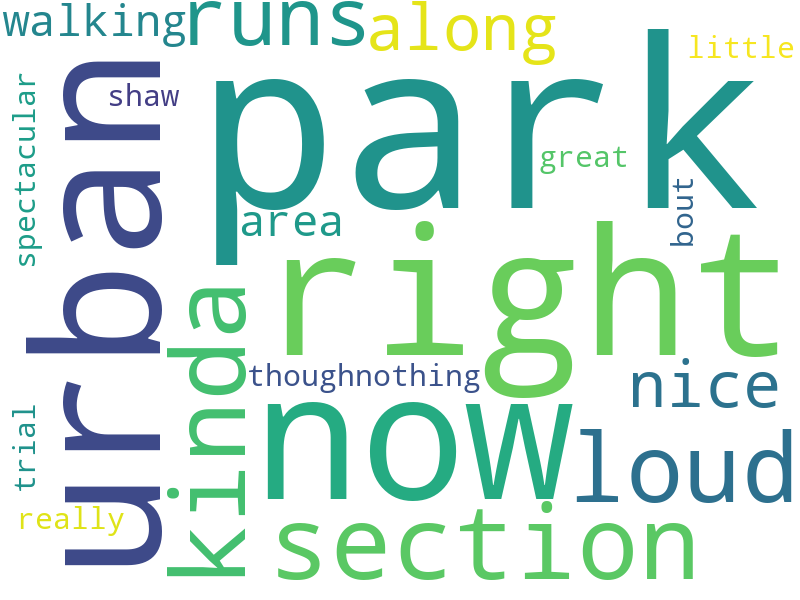 walking
runs
along
little
park
urban
shaw
spectacular
great
bout
area
right
kinda
thoughnothing
nice
now
loud
trial
really
section